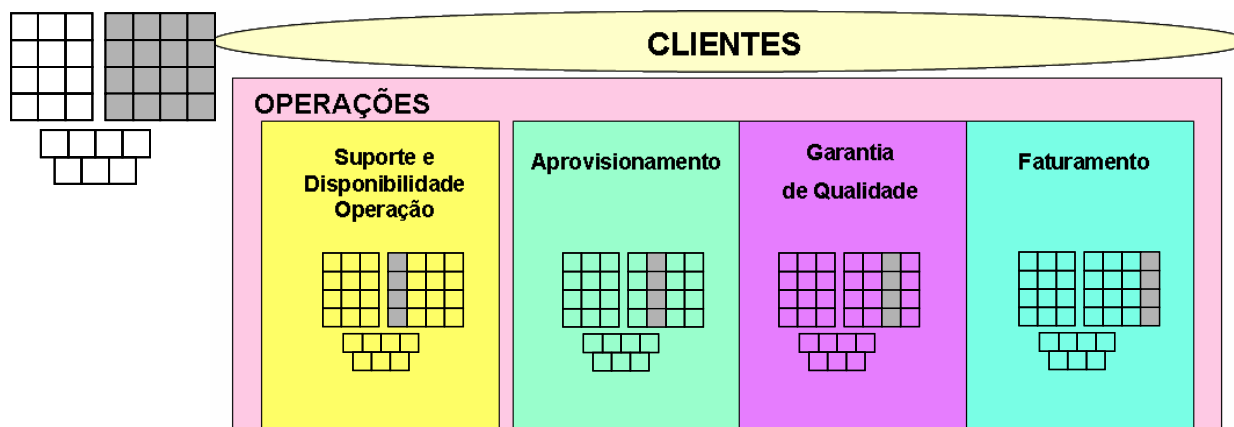 CLIENTES
OPERAÇÕES
Suporte e
Disponibilidade
Operação
Aprovisionamento
Garantia
de Qualidade
Faturamento